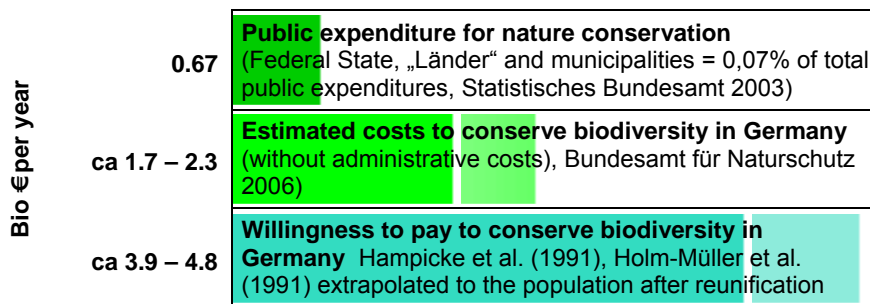 Bio €per year
0.67
Public expenditure for nature conservation
(Federal State, „Länder“ and municipalities = 0,07% of total
public expenditures, Statistisches Bundesamt 2003)
ca 1.7 – 2.3
Estimated costs to conserve biodiversity in Germany
(without administrative costs), Bundesamt für Naturschutz
2006)
ca 3.9 – 4.8
Willingness to pay to conserve biodiversity in
Germany Hampicke et al. (1991), Holm-Müller et al.
(1991) extrapolated to the population after reunification